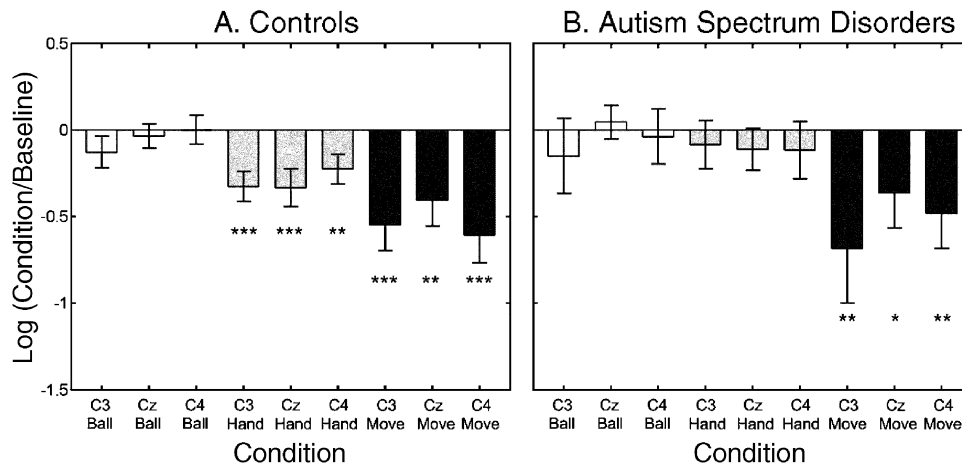 A. Controls
B. Autism Spectrum Disorders
Log (Condition/Baseline)
0.5
0
-0.5
-1
-1.5
*** *** ** *** ** ***
** * **
C3 Cz C4 C3 Cz C4 C3 Cz C4
Ball Ball Ball Hand Hand Hand Move Move Move
Condition
C3 Cz C4 C3 Cz C4 C3 Cz C4
Ball Ball Ball Hand Hand Hand Move Move Move
Condition